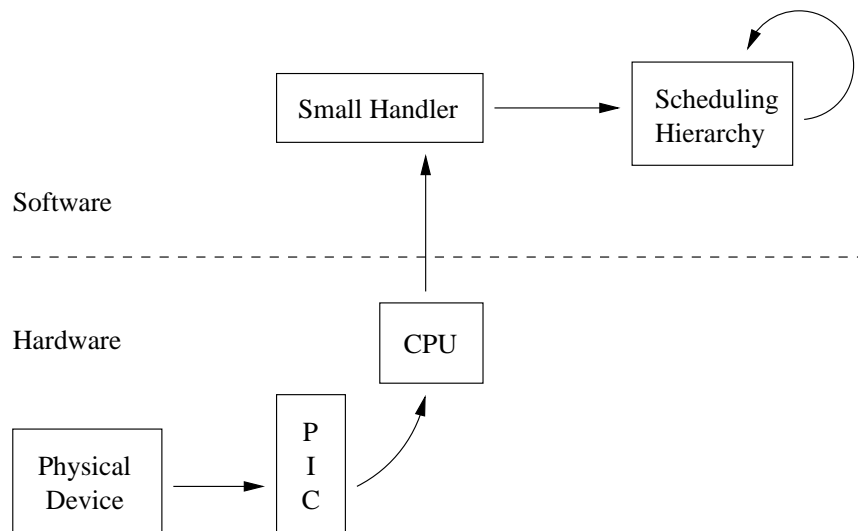 Small Handler
Scheduling
Hierarchy
Software
Hardware
CPU
P
I
C
Physical
Device